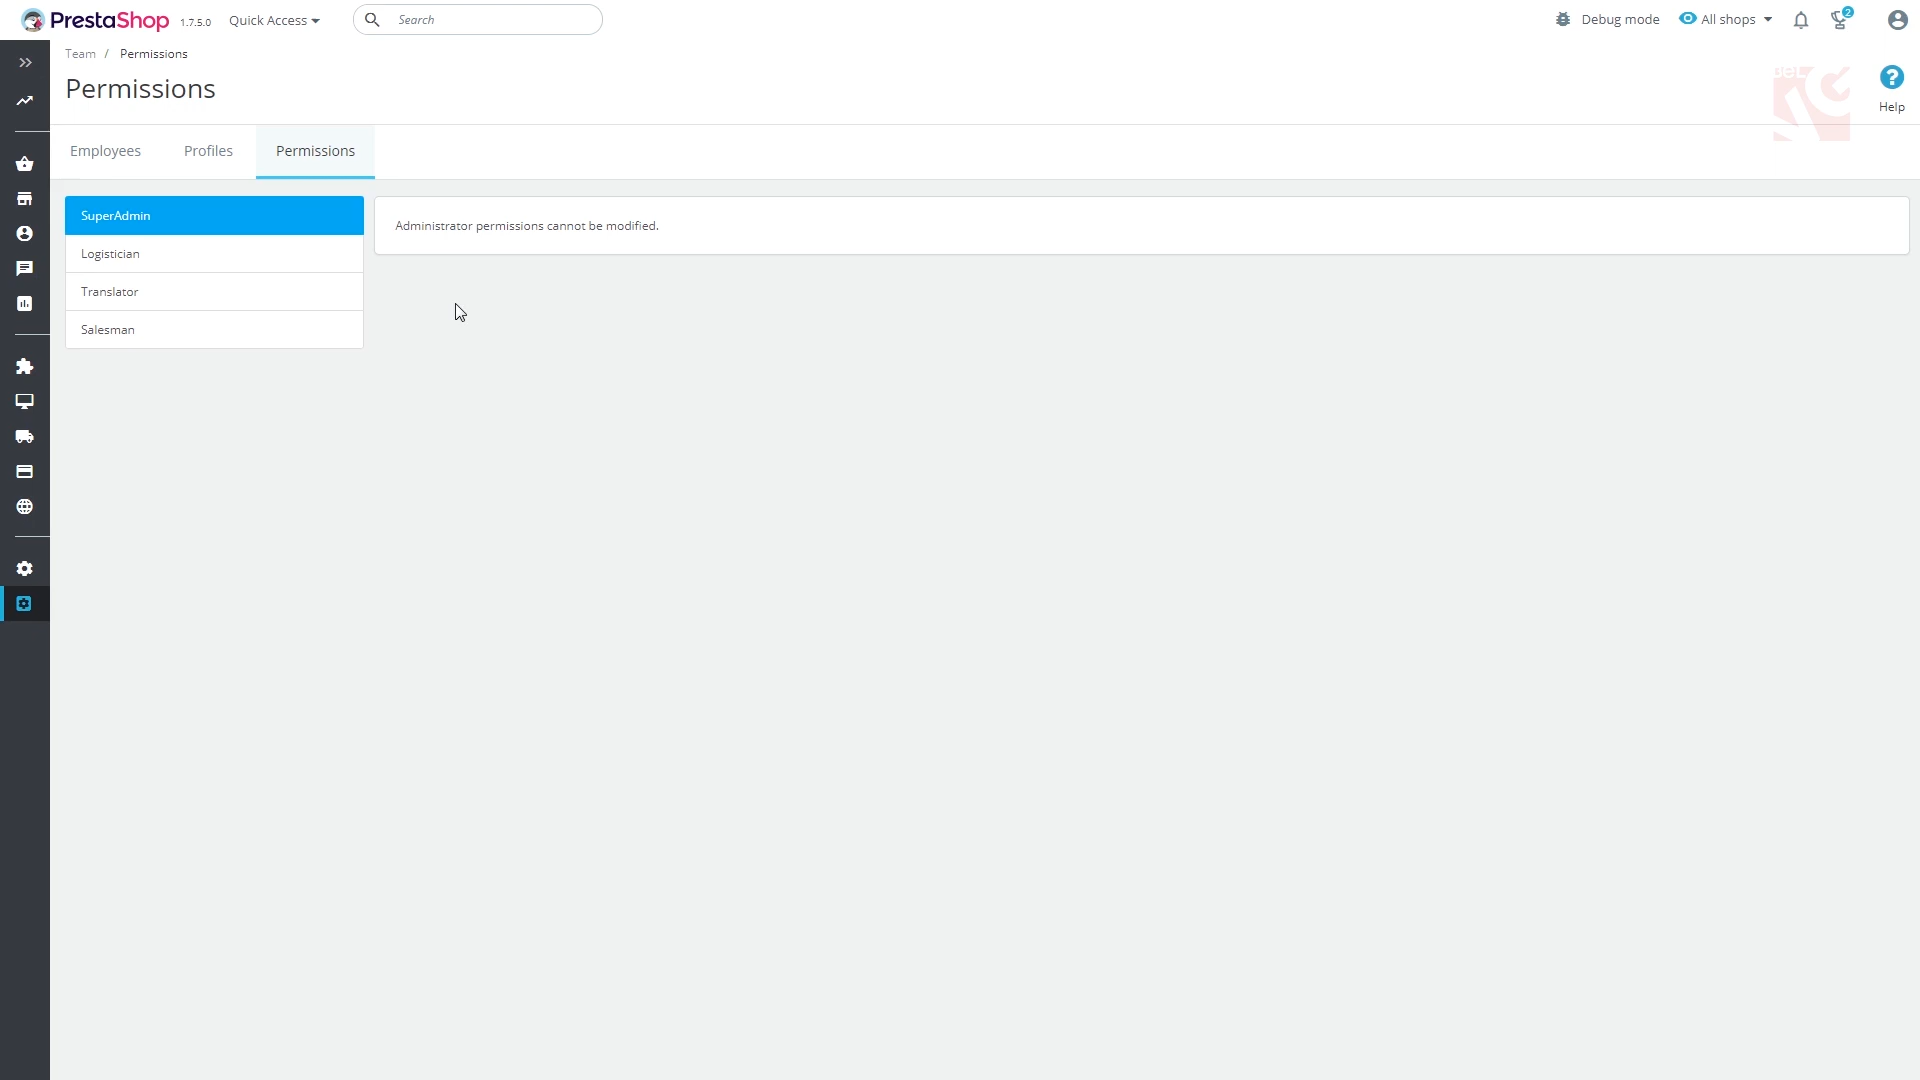 PrestaShop 1.7.5.0 Quick Access Search Debug mode All shops 2
Team / Permissions
Permissions
? Help
Employees Profiles Permissions
SuperAdmin
Administrator permissions cannot be modified.
Logistician
Translator
Salesman